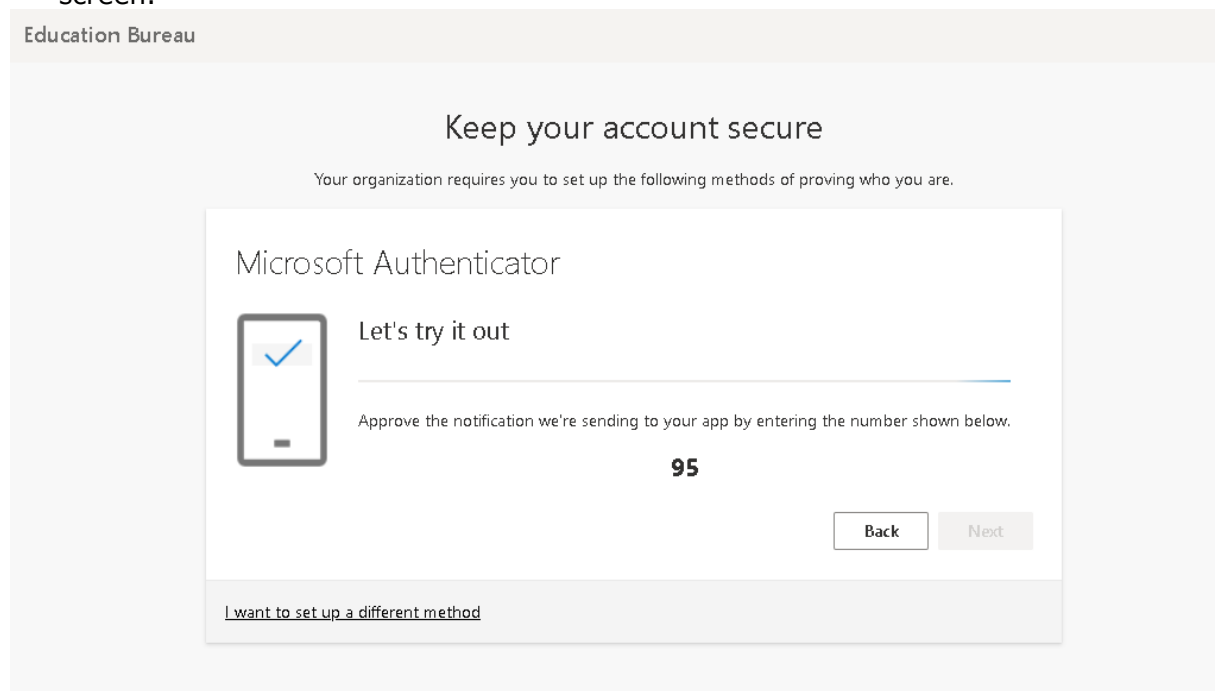 screen.
Education Bureau
Keep your account secure
Your organization requires you to set up the following methods of proving who you are.
Microsoft Authenticator
Let's try it out
Approve the notification we're sending to your app by entering the number shown below.
95
Back Next
I want to set up a different method